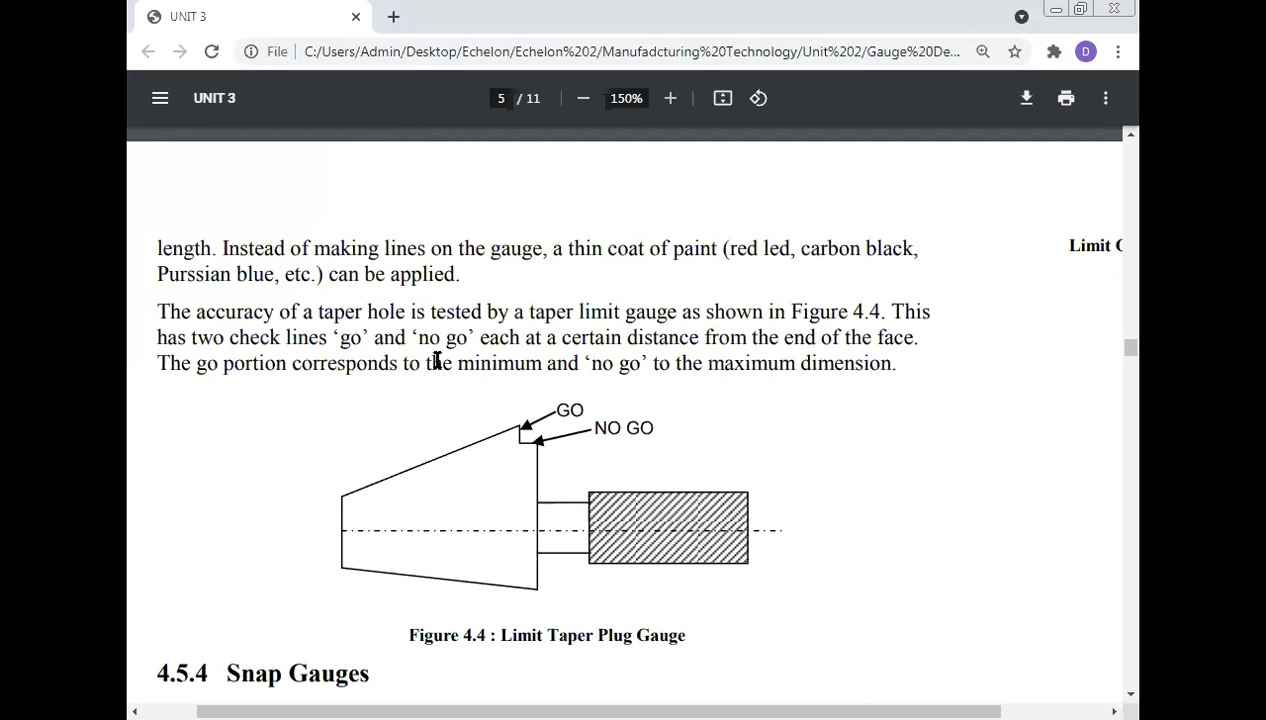 UNIT 3
File
C:/Users/Admin/Desktop/Echelon/Echelon%202/Manufadcturing%20Technology/Unit%202/Gauge%20De...
D
UNIT 3
5 / 11
150%
length. Instead of making lines on the gauge, a thin coat of paint (red led, carbon black,
Limit G
Purssian blue, etc.) can be applied.
The accuracy of a taper hole is tested by a taper limit gauge as shown in Figure 4.4. This
has two check lines ‘go’ and ‘no go’ each at a certain distance from the end of the face.
The go portion corresponds to the minimum and ‘no go’ to the maximum dimension.
GO
NO GO
Figure 4.4 : Limit Taper Plug Gauge
4.5.4 Snap Gauges